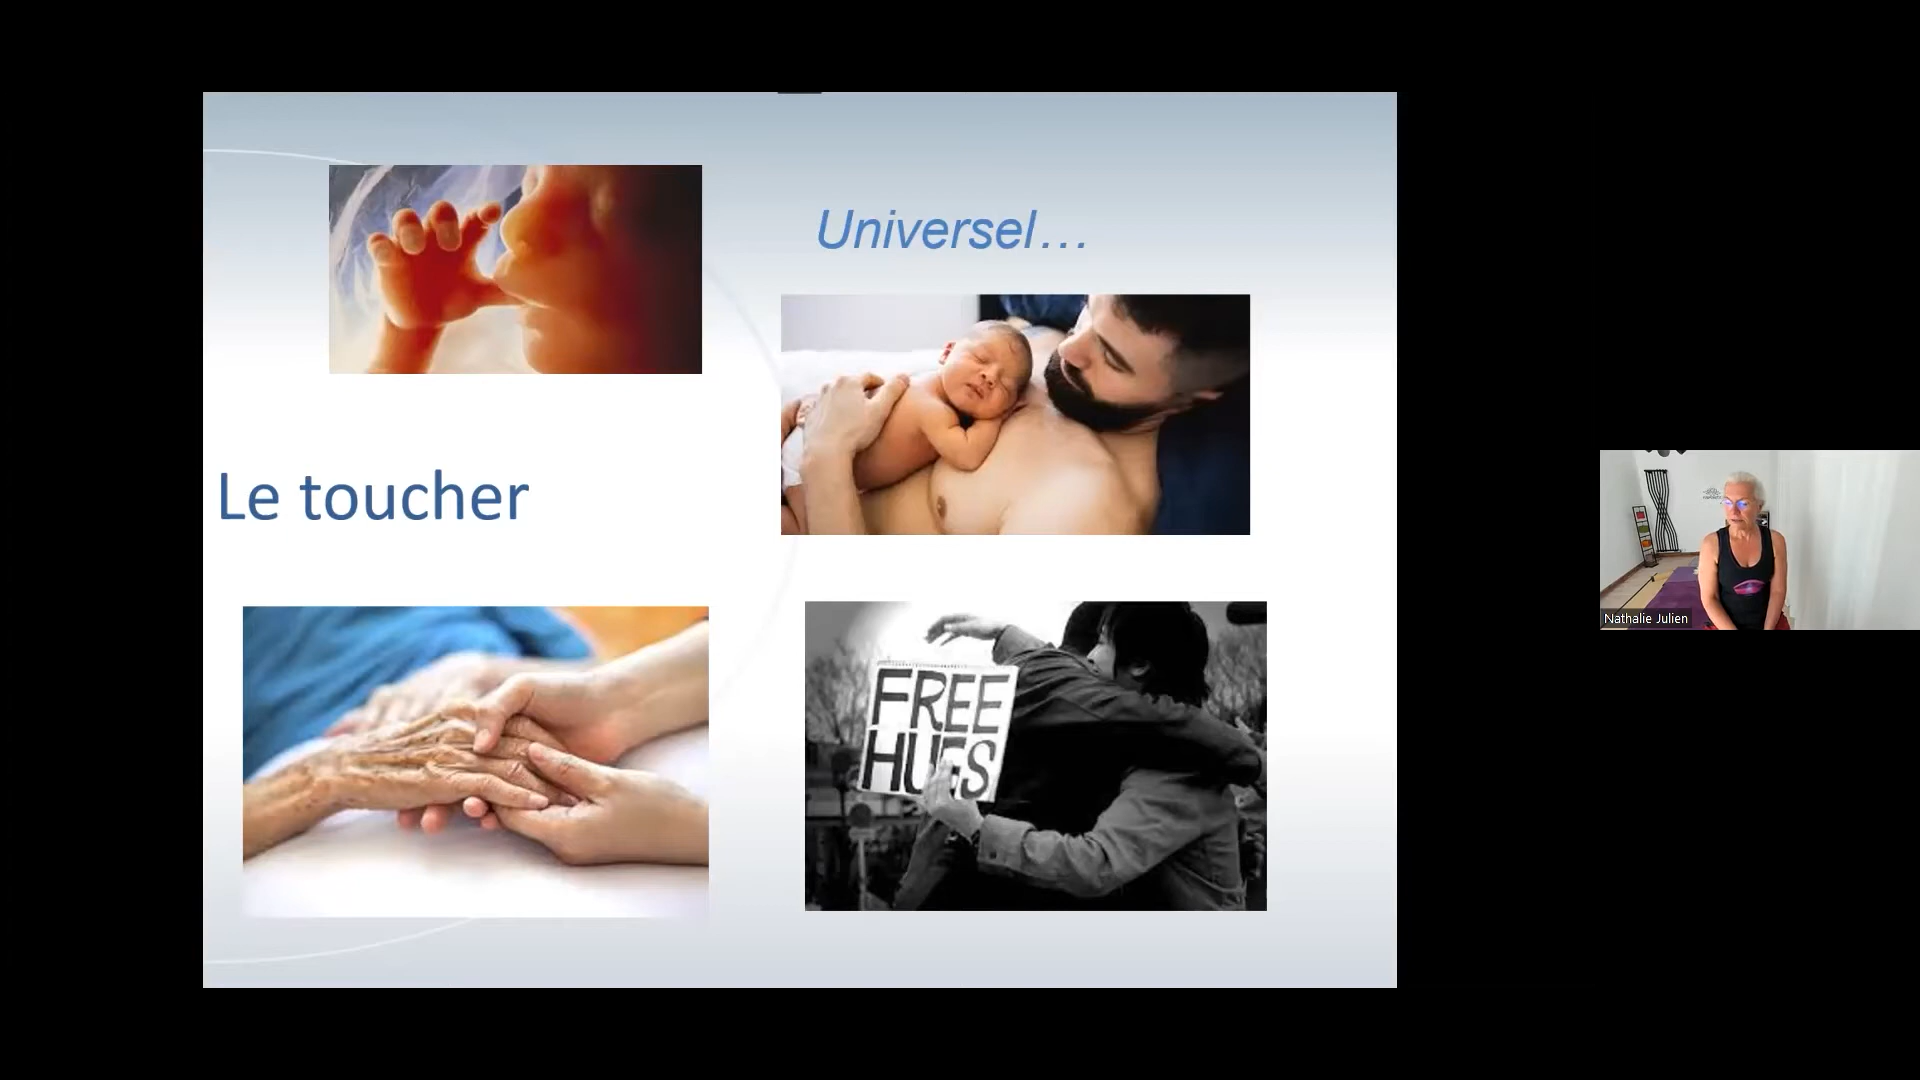 Universel...
Le toucher
FREE
HUGS
Nathalie Julien